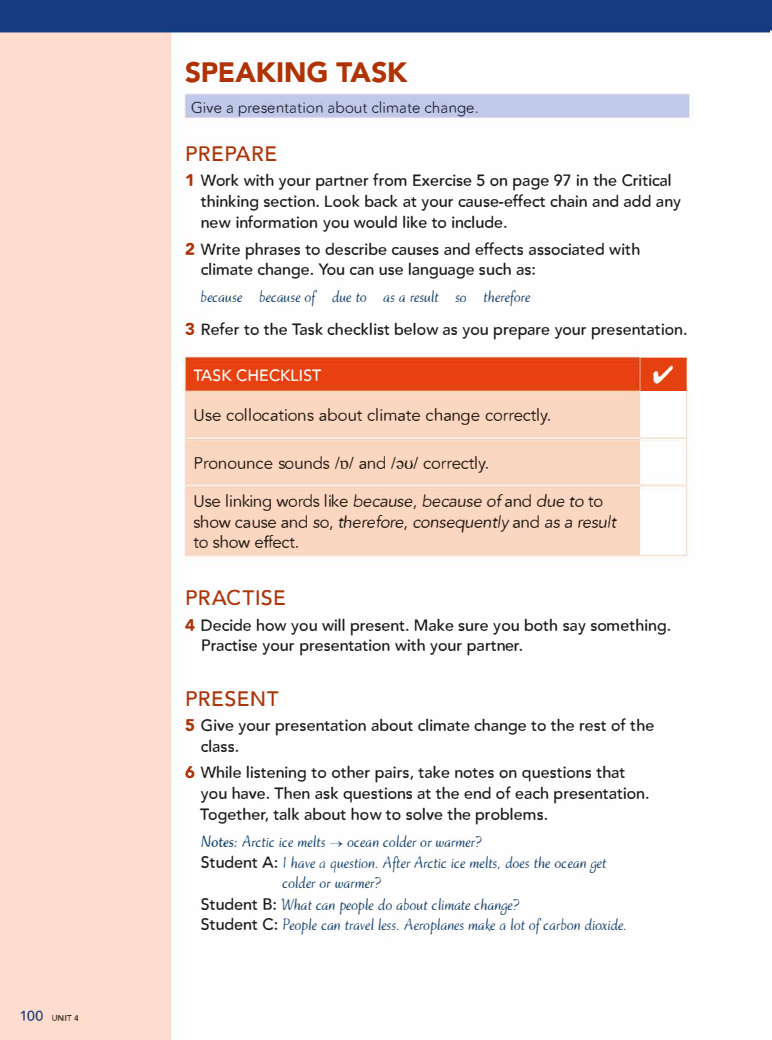 SPEAKING TASK
Give a presentation about climate change.
PREPARE
1 Work with your partner from Exercise 5 on page 97 in the Critical
thinking section. Look back at your cause-effect chain and add any
new information you would like to include.
2 Write phrases to describe causes and effects associated with
climate change. You can use language such as:
because because of due to as a result so therefore
3 Refer to the Task checklist below as you prepare your presentation.
TASK CHECKLIST ✔
Use collocations about climate change correctly.
Pronounce sounds /ɒ/ and /əʊ/ correctly.
Use linking words like because, because of and due to to
show cause and so, therefore, consequently and as a result
to show effect.
PRACTISE
4 Decide how you will present. Make sure you both say something.
Practise your presentation with your partner.
PRESENT
5 Give your presentation about climate change to the rest of the
class.
6 While listening to other pairs, take notes on questions that
you have. Then ask questions at the end of each presentation.
Together, talk about how to solve the problems.
Notes: Arctic ice melts → ocean colder or warmer?
Student A: I have a question. After Arctic ice melts, does the ocean get
colder or warmer?
Student B: What can people do about climate change?
Student C: People can travel less. Aeroplanes make a lot of carbon dioxide.
100 UNIT 4